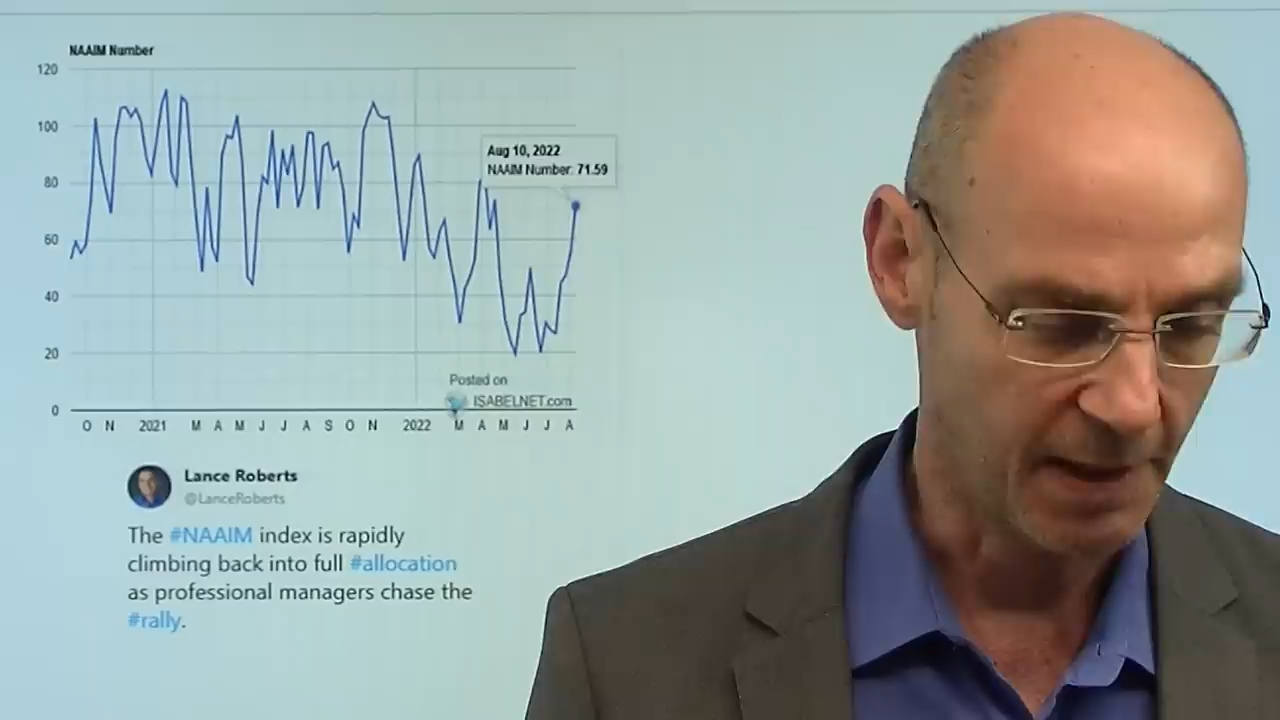 NAAIM Number
120
100
80
60
40
20
0
Aug 10, 2022
NAAIM Number: 71.59
Posted on
ISABELNET.com
O N 2021 M A M J J A S O N 2022 M A M J J A
Lance Roberts
@LanceRoberts
The #NAAIM index is rapidly
climbing back into full #allocation
as professional managers chase the
#rally.